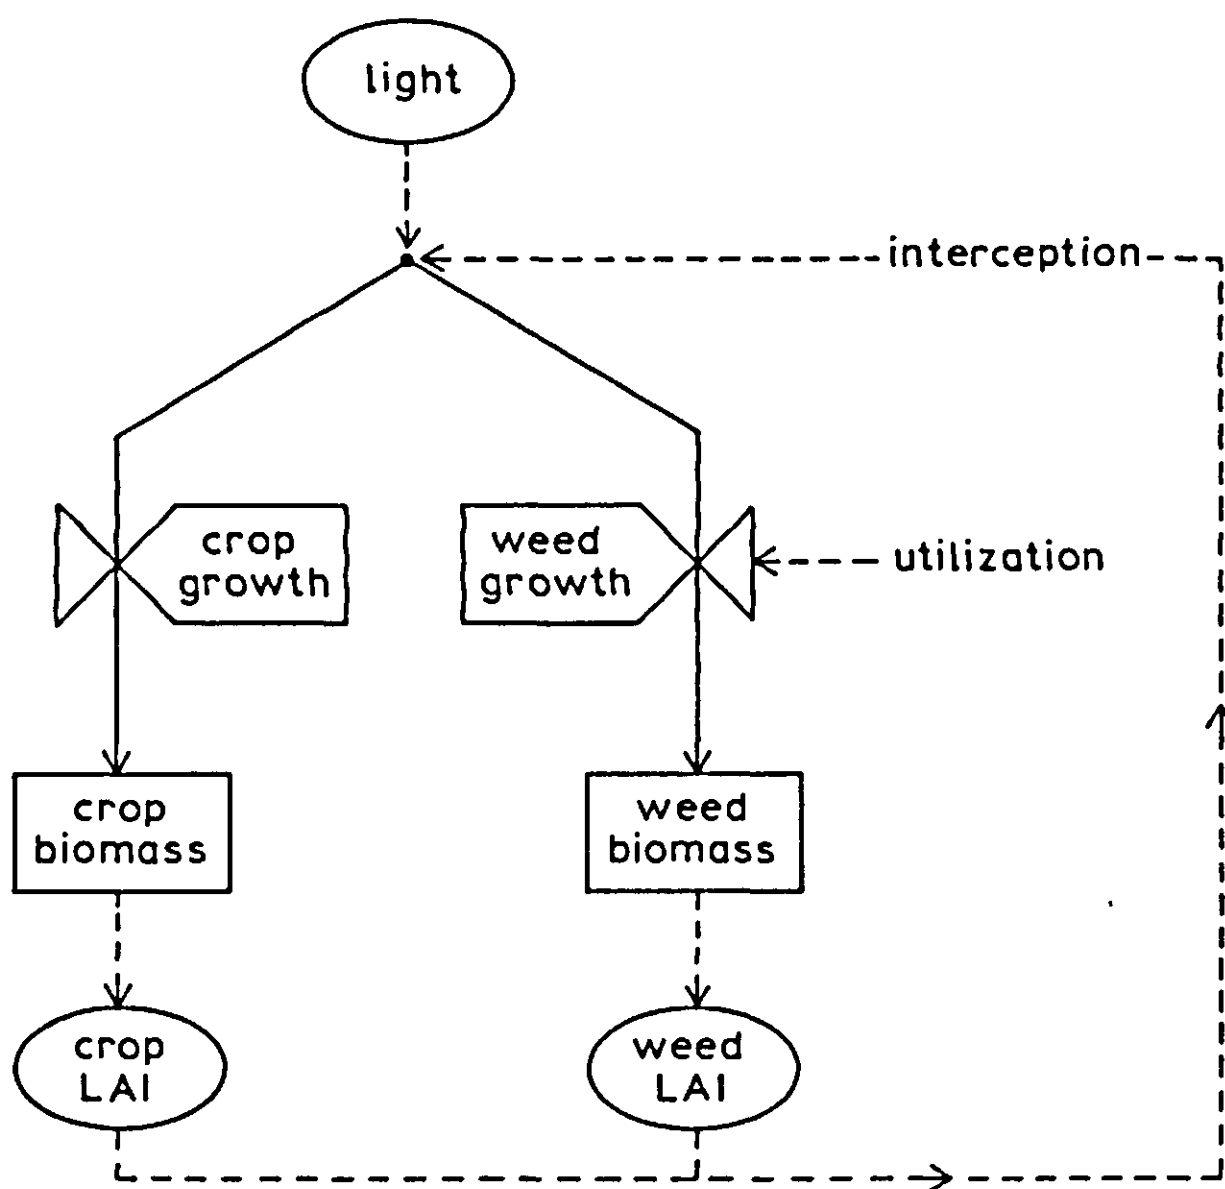 light
interception
crop
growth
weed
growth
utilization
crop
biomass
weed
biomass
crop
LAI
weed
LAI